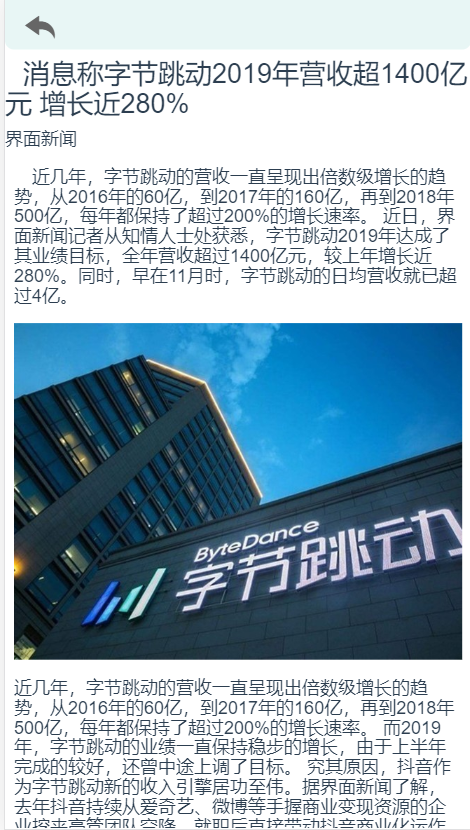 消息称字节跳动2019年营收超1400亿
元 增长近280%
界面新闻
近几年，字节跳动的营收一直呈现出倍数级增长的趋
势，从2016年的60亿，到2017年的160亿，再到2018年
500亿，每年都保持了超过200%的增长速率。 近日，界
面新闻记者从知情人士处获悉，字节跳动2019年达成了
其业绩目标，全年营收超过1400亿元，较上年增长近
280%。同时，早在11月时，字节跳动的日均营收就已超
过4亿。
ByteDance
字节跳动
近几年，字节跳动的营收一直呈现出倍数级增长的趋
势，从2016年的60亿，到2017年的160亿，再到2018年
500亿，每年都保持了超过200%的增长速率。 而2019
年，字节跳动的业绩一直保持稳步的增长，由于上半年
完成的较好，还曾中途上调了目标。 究其原因，抖音作
为字节跳动新的收入引擎居功至伟。据界面新闻了解，
去年抖音持续从爱奇艺、微博等手握商业变现资源的企
业挖来高管团队空降，就职后直接带动抖音商业化运作